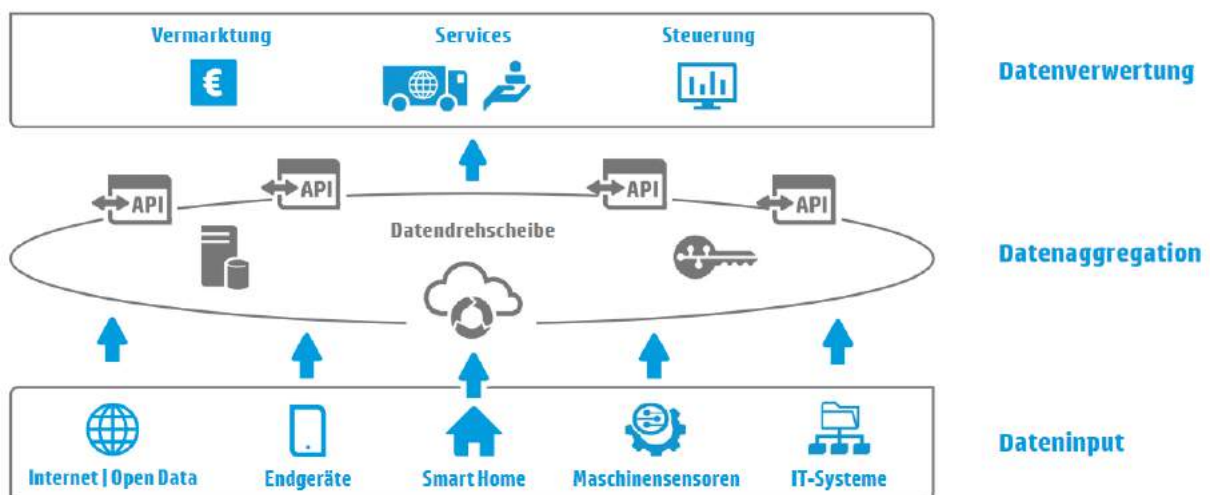 Vermarktung
Services
Steuerung
€
Datenverwertung
API
API
API
API
Datendrehscheibe
Datenaggregation
Internet | Open Data
Endgeräte
Smart Home
Maschinensensoren
IT-Systeme
Dateninput